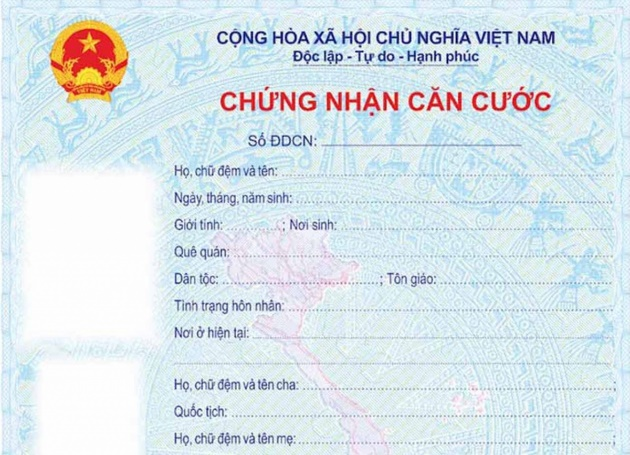 CỘNG HÒA XÃ HỘI CHỦ NGHĨA VIỆT NAM
Độc lập - Tự do - Hạnh phúc
VIỆT NAM
CHỨNG NHẬN CĂN CƯỚC
Số ĐDCN:
Họ, chữ đệm và tên:
Ngày, tháng, năm sinh:
Giới tính: ; Nơi sinh:
Quê quán:
Dân tộc: ; Tôn giáo:
Tình trạng hôn nhân:
Nơi ở hiện tại:
Họ, chữ đệm và tên cha:
Quốc tịch:
Họ, chữ đệm và tên mẹ: